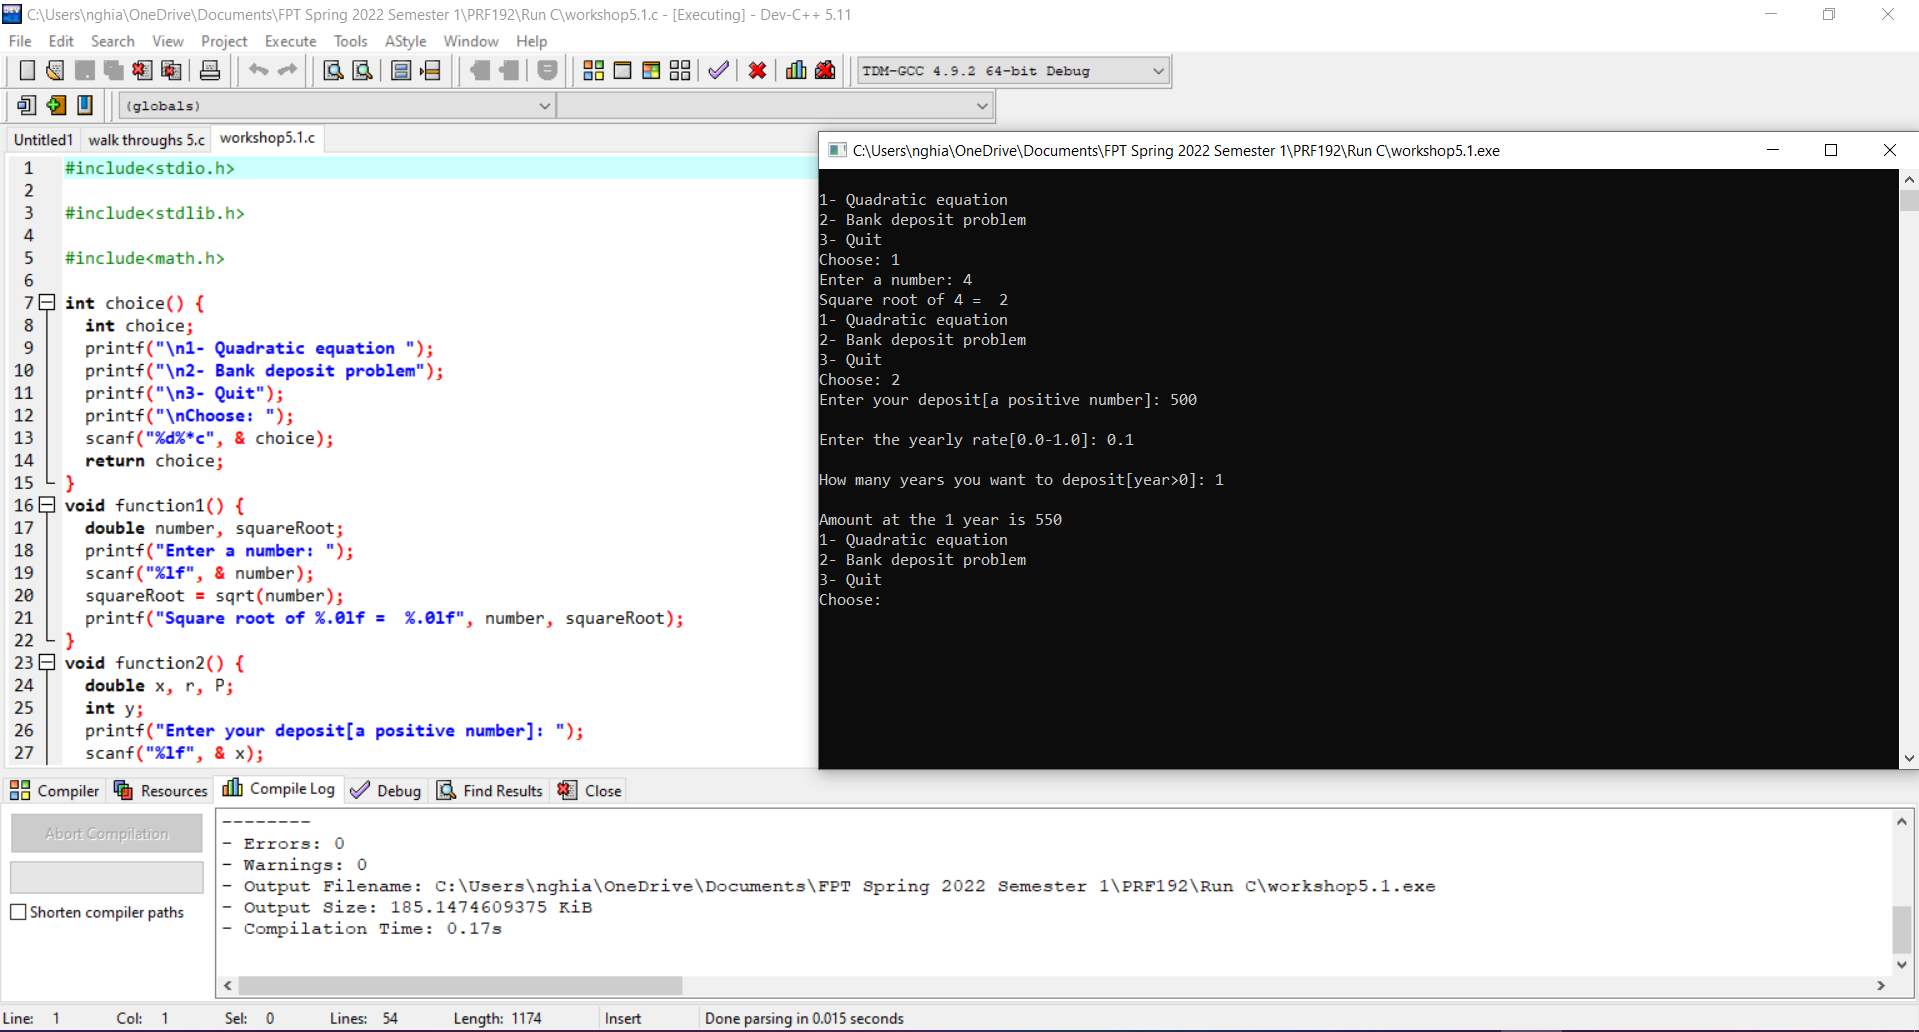 C:\Users\nghia\OneDrive\Documents\FPT Spring 2022 Semester 1\PRF192\Run C\workshop5.1.c - [Executing] - Dev-C++ 5.11
File Edit Search View Project Execute Tools AStyle Window Help
TDM-GCC 4.9.2 64-bit Debug
(globals)
Untitled1 walk throughs 5.c workshop5.1.c
1 #include<stdio.h>
2
3 #include<stdlib.h>
4
5 #include<math.h>
6
7 int choice() {
8 int choice;
9 printf("\n1- Quadratic equation ");
10 printf("\n2- Bank deposit problem");
11 printf("\n3- Quit");
12 printf("\nChoose: ");
13 scanf("%d%*c", & choice);
14 return choice;
15 }
16 void function1() {
17 double number, squareRoot;
18 printf("Enter a number: ");
19 scanf("%lf", & number);
20 squareRoot = sqrt(number);
21 printf("Square root of %.0lf =  %.0lf", number, squareRoot);
22 }
23 void function2() {
24 double x, r, P;
25 int y;
26 printf("Enter your deposit[a positive number]: ");
27 scanf("%lf", & x);
C:\Users\nghia\OneDrive\Documents\FPT Spring 2022 Semester 1\PRF192\Run C\workshop5.1.exe
1- Quadratic equation
2- Bank deposit problem
3- Quit
Choose: 1
Enter a number: 4
Square root of 4 =  2
1- Quadratic equation
2- Bank deposit problem
3- Quit
Choose: 2
Enter your deposit[a positive number]: 500
Enter the yearly rate[0.0-1.0]: 0.1
How many years you want to deposit[year>0]: 1
Amount at the 1 year is 550
1- Quadratic equation
2- Bank deposit problem
3- Quit
Choose:
Compiler Resources Compile Log Debug Find Results Close
Abort Compilation
Shorten compiler paths
--------
- Errors: 0
- Warnings: 0
- Output Filename: C:\Users\nghia\OneDrive\Documents\FPT Spring 2022 Semester 1\PRF192\Run C\workshop5.1.exe
- Output Size: 185.1474609375 KiB
- Compilation Time: 0.17s
Line: 1 Col: 1 Sel: 0 Lines: 54 Length: 1174 Insert Done parsing in 0.015 seconds